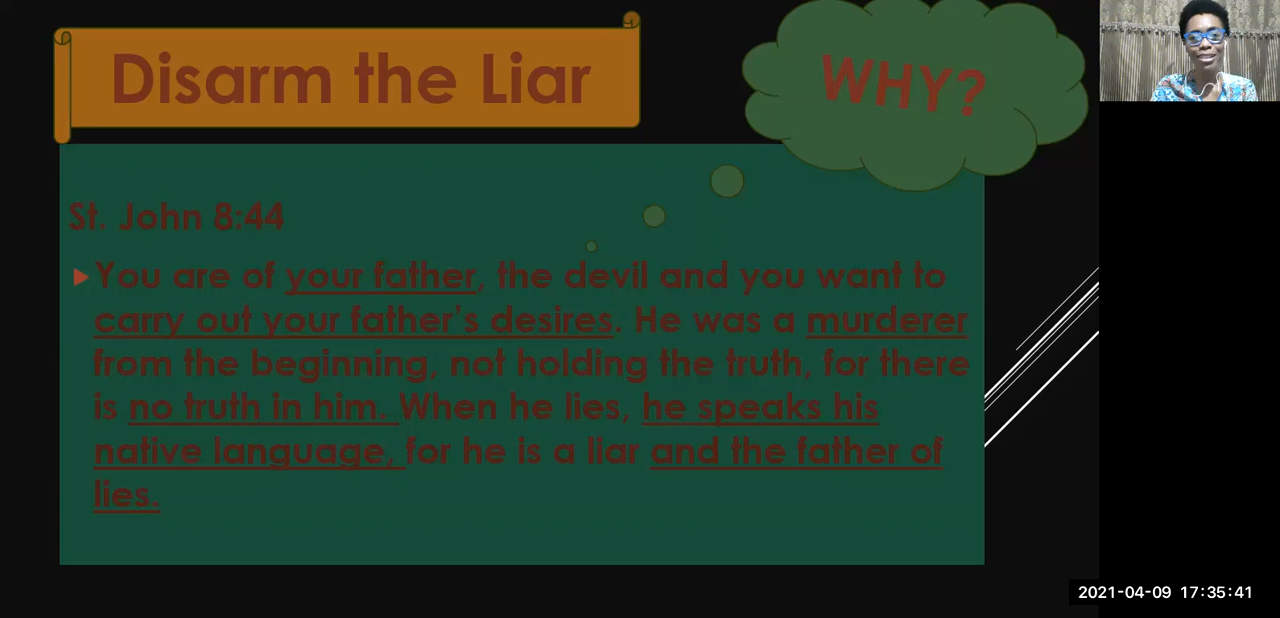 Disarm the Liar
WHY?
St. John 8:44
You are of your father, the devil and you want to
carry out your father's desires. He was a murderer
from the beginning, not holding the truth, for there
is no truth in him. When he lies, he speaks his
native language, for he is a liar and the father of
lies.
2021-04-09 17:35:41